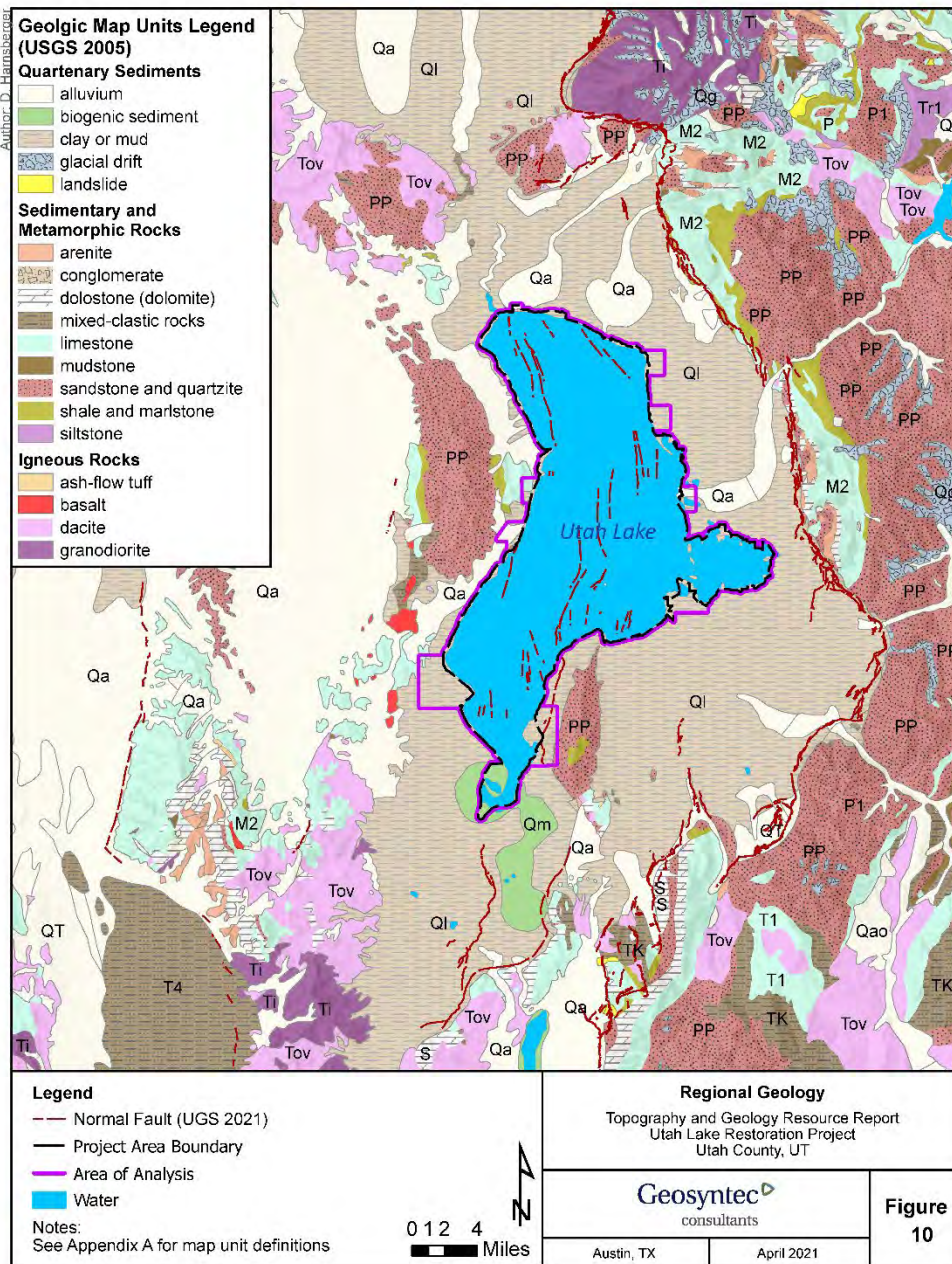 Author: D. Harnsberger
Geolgic Map Units Legend
(USGS 2005)
Quartenary Sediments
alluvium
biogenic sediment
clay or mud
glacial drift
landslide
Sedimentary and
Metamorphic Rocks
arenite
conglomerate
dolostone (dolomite)
mixed-clastic rocks
limestone
mudstone
sandstone and quartzite
shale and marlstone
siltstone
Igneous Rocks
ash-flow tuff
basalt
dacite
granodiorite
Qa
Ql
Ti
Ti
Qg
PP
P
P1
Tr1
Ql
PP
PP
M2
M2
Tov
PP
Tov
M2
Tov
Tov
Tov
M2
PP
PP
PP
Qa
Qa
PP
Ql
PP
PP
PP
PP
M2
Qa
Utah Lake
Qa
Qa
PP
Qa
Qa
PP
Ql
PP
PP
M2
Qm
Qa
QT
P1
PP
Tov
Tov
S
S
Ql
QT
T4
Ti
Ti
Ti
Ti
Tov
Tov
S
Qa
Qa
TK
Tov
T1
T1
TK
PP
Tov
Qao
TK
Legend
Normal Fault (UGS 2021)
Project Area Boundary
Area of Analysis
Water
Notes:
See Appendix A for map unit definitions
N
0 1 2 4
Miles
Regional Geology
Topography and Geology Resource Report
Utah Lake Restoration Project
Utah County, UT
Geosyntec
consultants
Austin, TX
April 2021
Figure
10